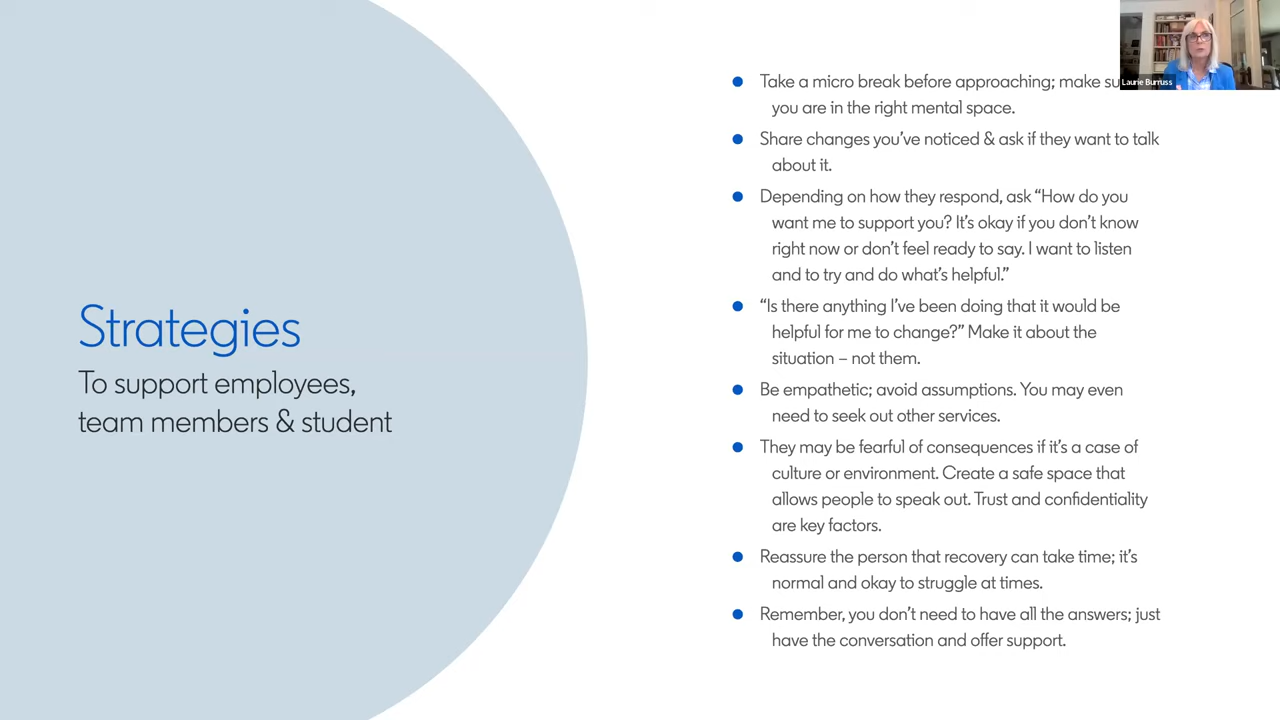 Strategies
To support employees,
team members & student
● Take a micro break before approaching; make su
you are in the right mental space.
● Share changes you’ve noticed & ask if they want to talk
about it.
● Depending on how they respond, ask “How do you
want me to support you? It’s okay if you don’t know
right now or don’t feel ready to say. I want to listen
and to try and do what’s helpful.”
● “Is there anything I’ve been doing that it would be
helpful for me to change?” Make it about the
situation – not them.
● Be empathetic; avoid assumptions. You may even
need to seek out other services.
● They may be fearful of consequences if it’s a case of
culture or environment. Create a safe space that
allows people to speak out. Trust and confidentiality
are key factors.
● Reassure the person that recovery can take time; it’s
normal and okay to struggle at times.
● Remember, you don’t need to have all the answers; just
have the conversation and offer support.
Laurie Burruss